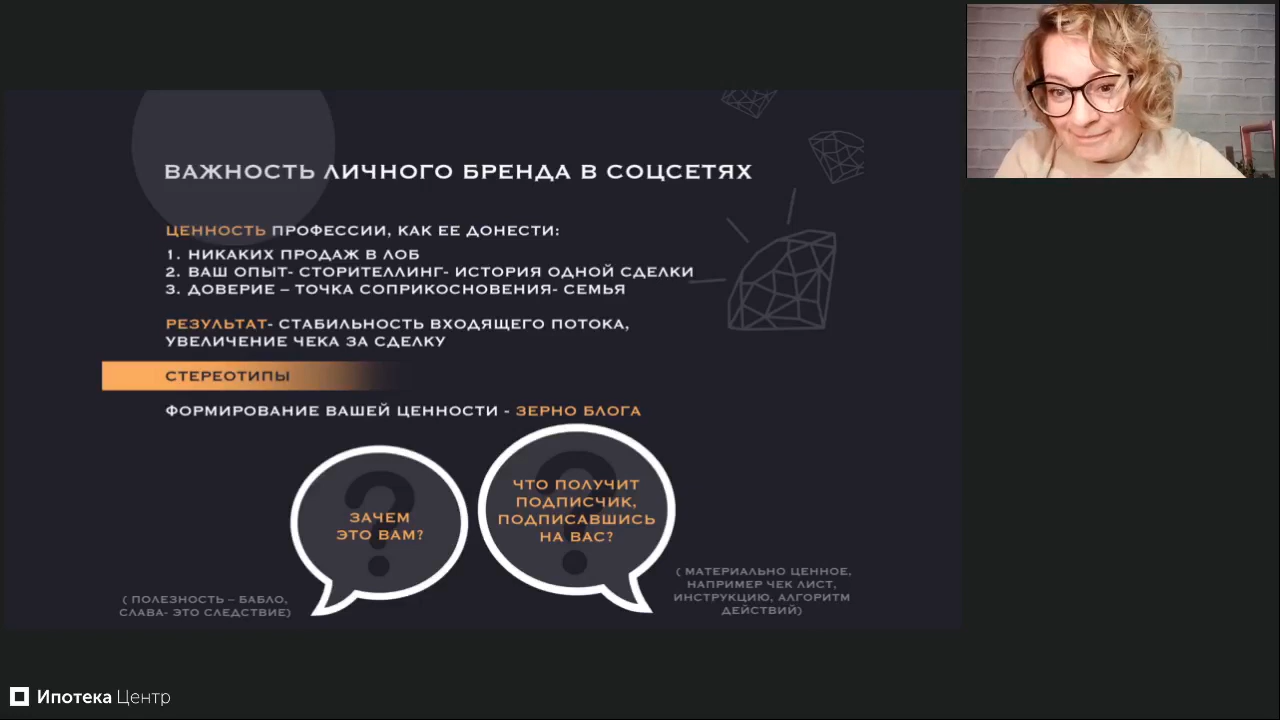 ВАЖНОСТЬ ЛИЧНОГО БРЕНДА В СОЦСЕТЯХ
ЦЕННОСТЬ ПРОФЕССИИ, КАК ЕЕ ДОНЕСТИ:
1. НИКАКИХ ПРОДАЖ В ЛОБ
2. ВАШ ОПЫТ- СТОРИТЕЛЛИНГ- ИСТОРИЯ ОДНОЙ СДЕЛКИ
3. ДОВЕРИЕ – ТОЧКА СОПРИКОСНОВЕНИЯ- СЕМЬЯ
РЕЗУЛЬТАТ- СТАБИЛЬНОСТЬ ВХОДЯЩЕГО ПОТОКА,
УВЕЛИЧЕНИЕ ЧЕКА ЗА СДЕЛКУ
СТЕРЕОТИПЫ
ФОРМИРОВАНИЕ ВАШЕЙ ЦЕННОСТИ - ЗЕРНО БЛОГА
ЗАЧЕМ
ЭТО ВАМ?
ЧТО ПОЛУЧИТ
ПОДПИСЧИК,
ПОДПИСАВШИСЬ
НА ВАС?
( ПОЛЕЗНОСТЬ – БАБЛО,
СЛАВА- ЭТО СЛЕДСТВИЕ)
( МАТЕРИАЛЬНО ЦЕННОЕ,
НАПРИМЕР ЧЕК ЛИСТ,
ИНСТРУКЦИЮ, АЛГОРИТМ
ДЕЙСТВИЙ)
Ипотека Центр